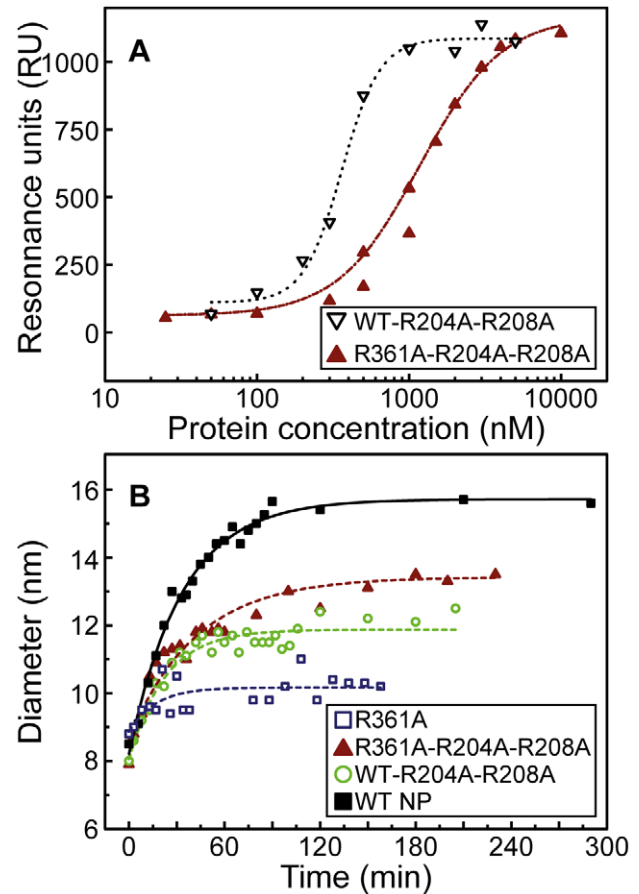 A
Resonnance units (RU)
1000
750
500
250
0
WT-R204A-R208A
R361A-R204A-R208A
10 100 1000 10000
Protein concentration (nM)
B
Diameter (nm)
16
14
12
10
8
6
R361A
R361A-R204A-R208A
WT-R204A-R208A
WT NP
0 60 120 180 240 300
Time (min)